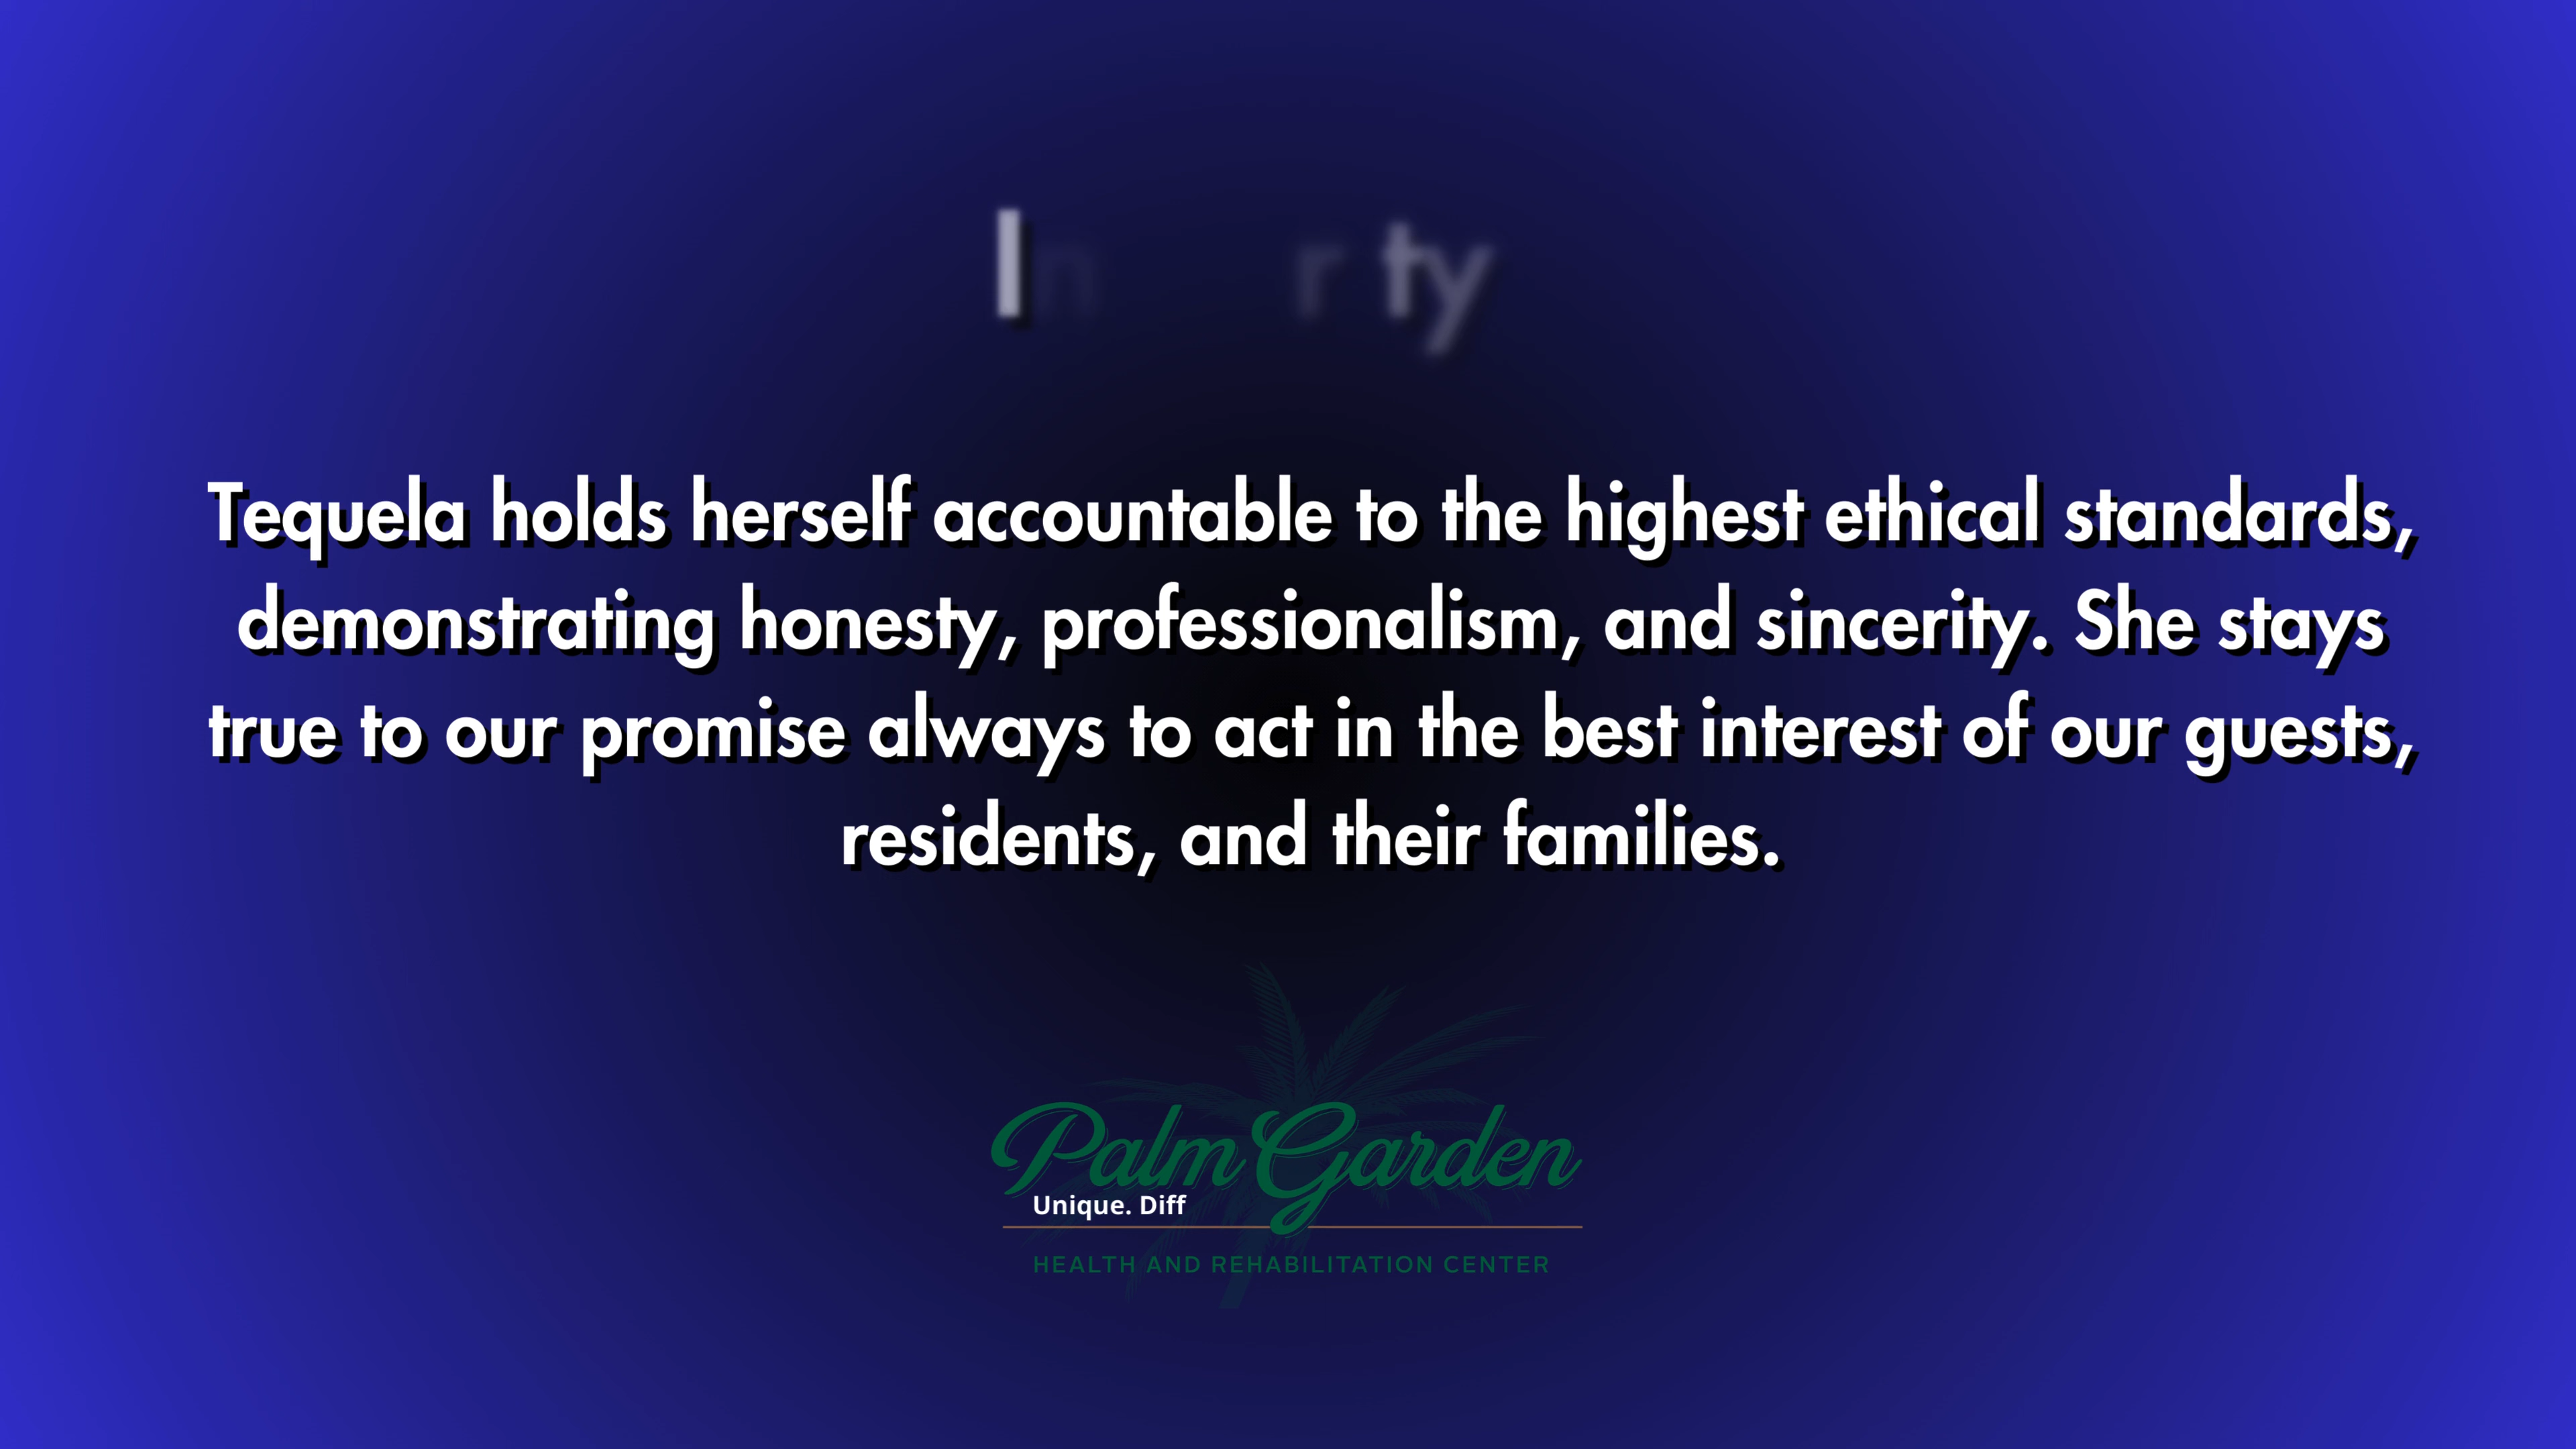 Tequela holds herself accountable to the highest ethical standards,
demonstrating honesty, professionalism, and sincerity. She stays
true to our promise always to act in the best interest of our guests,
residents, and their families.
Palm Garden
Unique. Diff
HEALTH AND REHABILITATION CENTER